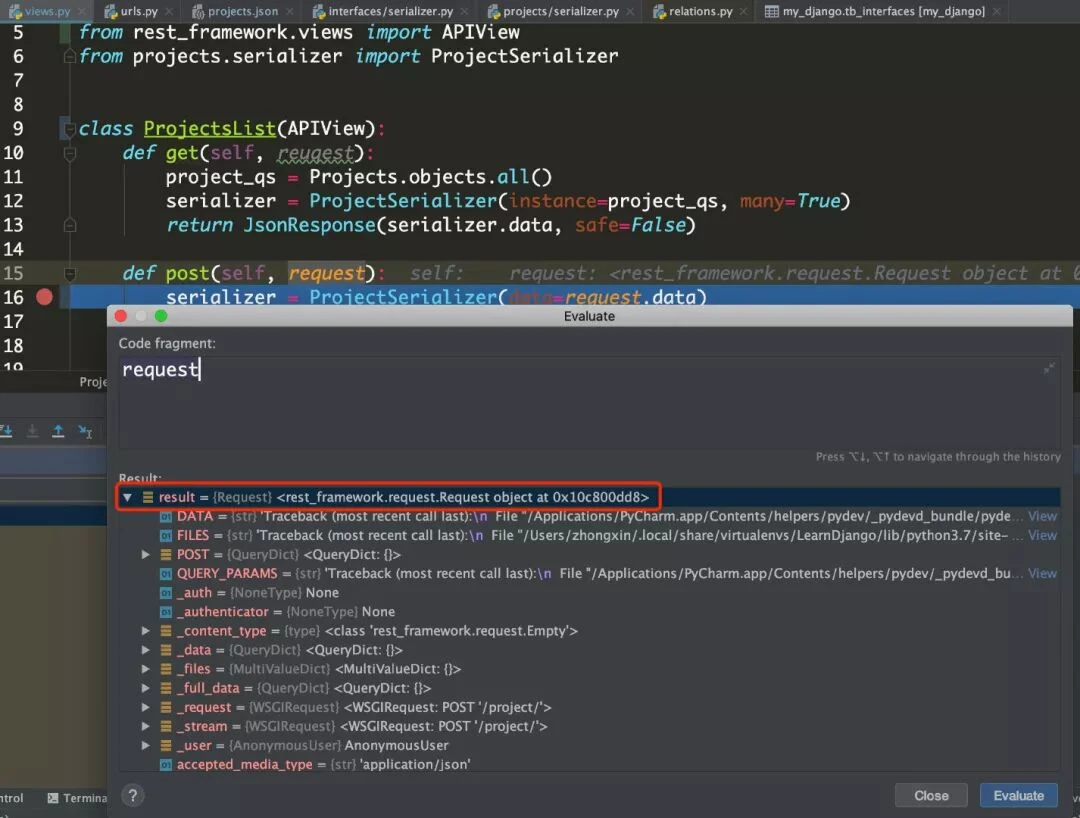 views.py urls.py projects.json interfaces/serializer.py projects/serializer.py relations.py my_django.tb_interfaces [my_django]
5 from rest_framework.views import APIView
6 from projects.serializer import ProjectSerializer
7
8
9 class ProjectsList(APIView):
10 def get(self, reuqest):
11 project_qs = Projects.objects.all()
12 serializer = ProjectSerializer(instance=project_qs, many=True)
13 return JsonResponse(serializer.data, safe=False)
14
15 def post(self, request): self: request: <rest_framework.request.Request object at 0
16 serializer = ProjectSerializer(data=request.data)
17
18
19
Proje
Evaluate
Code fragment:
request
Press ⌥↓, ⌥↑ to navigate through the history
Result:
result = {Request} <rest_framework.request.Request object at 0x10c800dd8>
DATA = {str} 'Traceback (most recent call last):\n File "/Applications/PyCharm.app/Contents/helpers/pydev/_pydevd_bundle/pyde... View
FILES = {str} 'Traceback (most recent call last):\n File "/Users/zhongxin/.local/share/virtualenvs/LearnDjango/lib/python3.7/site-... View
POST = {QueryDict} <QueryDict: {}>
QUERY_PARAMS = {str} 'Traceback (most recent call last):\n File "/Applications/PyCharm.app/Contents/helpers/pydev/_pydevd_bu... View
_auth = {NoneType} None
_authenticator = {NoneType} None
_content_type = {type} <class 'rest_framework.request.Empty'>
_data = {QueryDict} <QueryDict: {}>
_files = {MultiValueDict} <MultiValueDict: {}>
_full_data = {QueryDict} <QueryDict: {}>
_request = {WSGIRequest} <WSGIRequest: POST '/project/'>
_stream = {WSGIRequest} <WSGIRequest: POST '/project/'>
_user = {AnonymousUser} AnonymousUser
accepted_media_type = {str} 'application/json'
ntrol Termina ? Close Evaluate